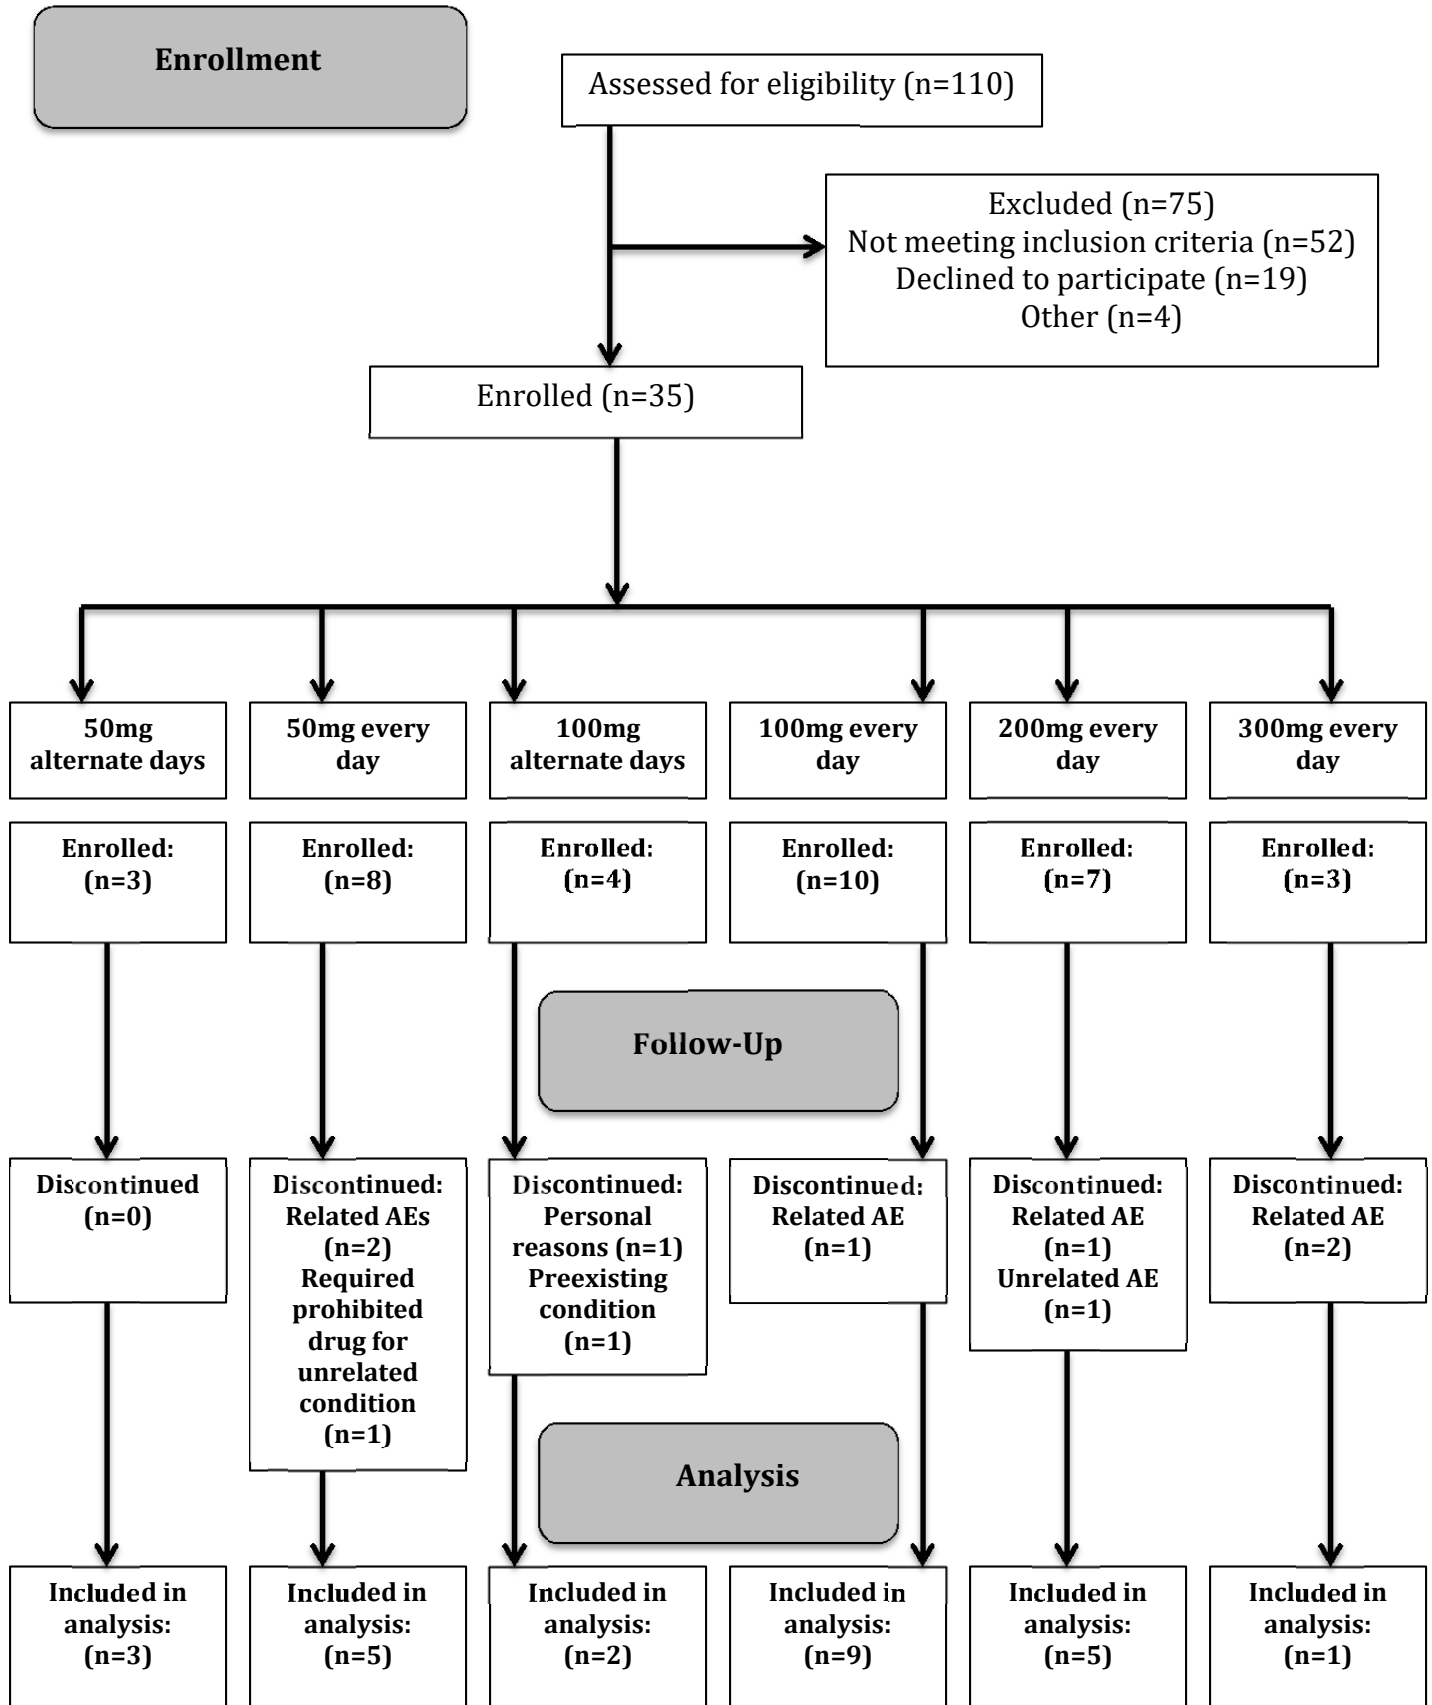 Enrollment
Assessed for eligibility (n=110)
Excluded (n=75)
Not meeting inclusion criteria (n=52)
Declined to participate (n=19)
Other (n=4)
Enrolled (n=35)
50mg
alternate days
50mg every
day
100mg
alternate days
100mg every
day
200mg every
day
300mg every
day
Enrolled:
(n=3)
Enrolled:
(n=8)
Enrolled:
(n=4)
Enrolled:
(n=10)
Enrolled:
(n=7)
Enrolled:
(n=3)
Follow-Up
Discontinued
(n=0)
Discontinued:
Related AEs
(n=2)
Required
prohibited
drug for
unrelated
condition
(n=1)
Discontinued:
Personal
reasons (n=1)
Preexisting
condition
(n=1)
Discontinued:
Related AE
(n=1)
Discontinued:
Related AE
(n=1)
Unrelated AE
(n=1)
Discontinued:
Related AE
(n=2)
Analysis
Included in
analysis:
(n=3)
Included in
analysis:
(n=5)
Included in
analysis:
(n=2)
Included in
analysis:
(n=9)
Included in
analysis:
(n=5)
Included in
analysis:
(n=1)